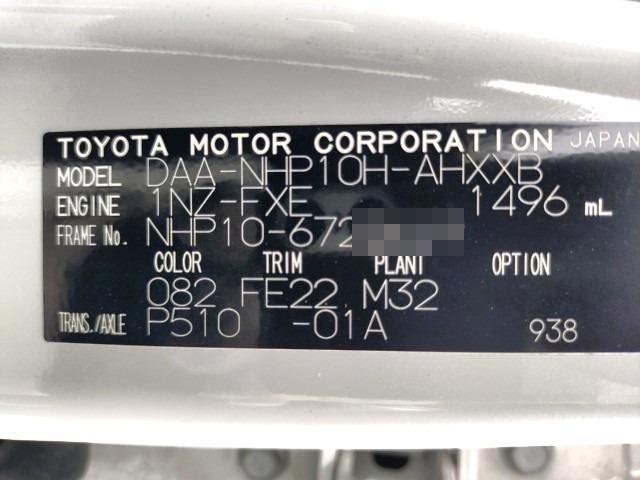 TOYOTA MOTOR CORPORATION JAPAN
MODEL DAA-NHP10H-AHXXB
ENGINE 1NZ-FXE 1496 mL
FRAME No. NHP10-672
COLOR TRIM PLANT OPTION
082 FE22 M32
TRANS./AXLE P510 -01A 938